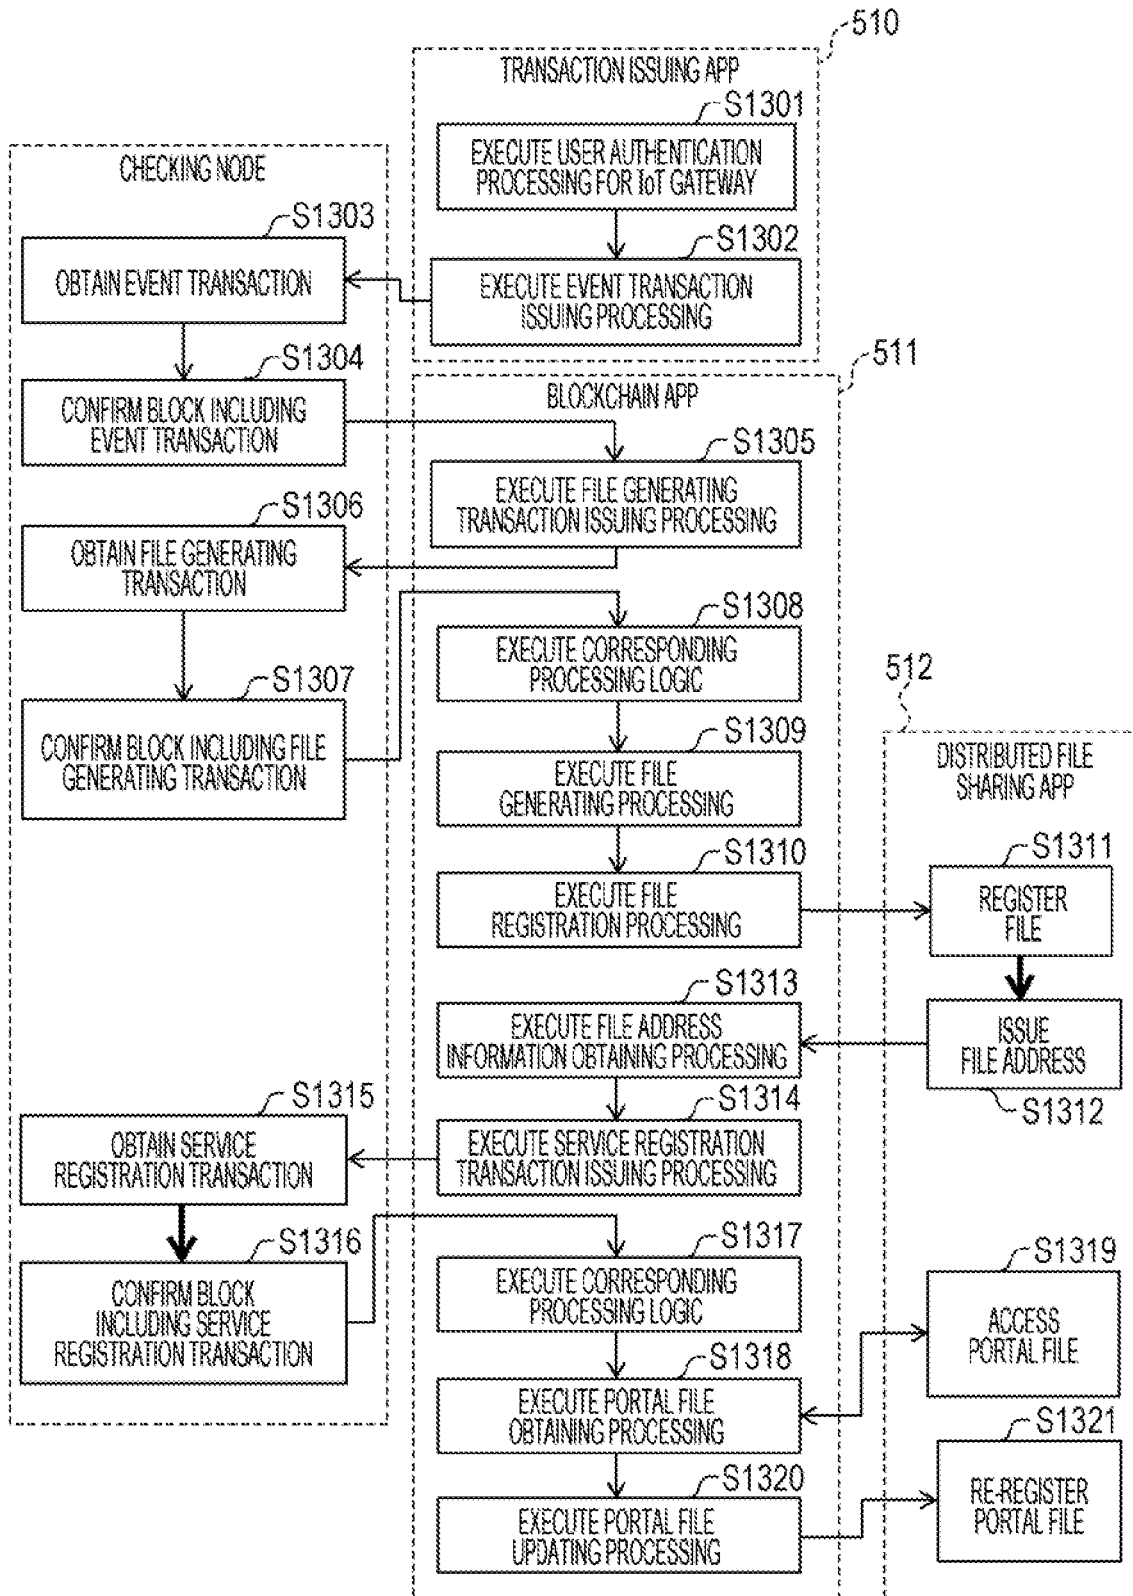 510
TRANSACTION ISSUING APP
S1301
EXECUTE USER AUTHENTICATION
PROCESSING FOR IoT GATEWAY
CHECKING NODE
S1303
OBTAIN EVENT TRANSACTION
S1302
EXECUTE EVENT TRANSACTION
ISSUING PROCESSING
S1304
CONFIRM BLOCK INCLUDING
EVENT TRANSACTION
511
BLOCKCHAIN APP
S1305
EXECUTE FILE GENERATING
TRANSACTION ISSUING PROCESSING
S1306
OBTAIN FILE GENERATING
TRANSACTION
S1307
CONFIRM BLOCK INCLUDING FILE
GENERATING TRANSACTION
S1308
EXECUTE CORRESPONDING
PROCESSING LOGIC
S1309
EXECUTE FILE
GENERATING PROCESSING
S1310
EXECUTE FILE
REGISTRATION PROCESSING
512
DISTRIBUTED FILE
SHARING APP
S1311
REGISTER
FILE
ISSUE
FILE ADDRESS
S1312
S1313
EXECUTE FILE ADDRESS
INFORMATION OBTAINING PROCESSING
S1314
EXECUTE SERVICE REGISTRATION
TRANSACTION ISSUING PROCESSING
S1315
OBTAIN SERVICE
REGISTRATION TRANSACTION
S1316
CONFIRM BLOCK
INCLUDING SERVICE
REGISTRATION TRANSACTION
S1317
EXECUTE CORRESPONDING
PROCESSING LOGIC
S1318
EXECUTE PORTAL FILE
OBTAINING PROCESSING
S1319
ACCESS
PORTAL FILE
S1320
EXECUTE PORTAL FILE
UPDATING PROCESSING
S1321
RE-REGISTER
PORTAL FILE